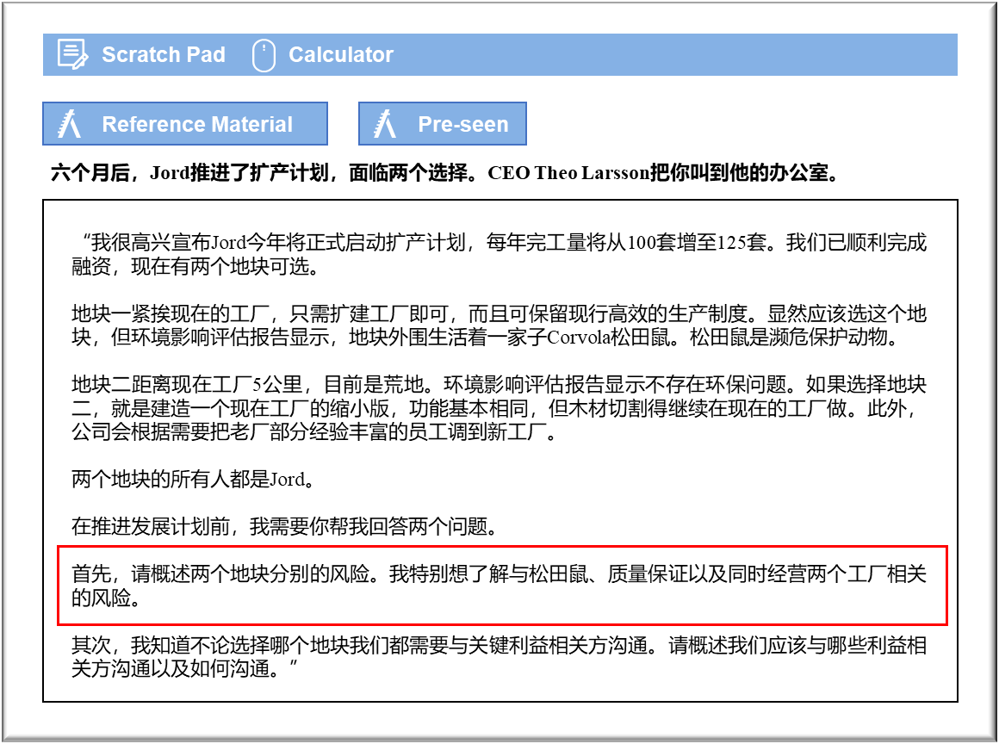 Scratch Pad Calculator
Reference Material Pre-seen
六个月后，Jord推进了扩产计划，面临两个选择。CEO Theo Larsson把你叫到他的办公室。
“我很高兴宣布Jord今年将正式启动扩产计划，每年完工量将从100套增至125套。我们已顺利完成
融资，现在有两个地块可选。
地块一紧挨现在的工厂，只需扩建工厂即可，而且可保留现行高效的生产制度。显然应该选这个地
块，但环境影响评估报告显示，地块外围生活着一家子Corvola松田鼠。松田鼠是濒危保护动物。
地块二距离现在工厂5公里，目前是荒地。环境影响评估报告显示不存在环保问题。如果选择地块
二，就是建造一个现在工厂的缩小版，功能基本相同，但木材切割得继续在现在的工厂做。此外，
公司会根据需要把老厂部分经验丰富的员工调到新工厂。
两个地块的所有人都是Jord。
在推进发展计划前，我需要你帮我回答两个问题。
首先，请概述两个地块分别的风险。我特别想了解与松田鼠、质量保证以及同时经营两个工厂相关
的风险。
其次，我知道不论选择哪个地块我们都需要与关键利益相关方沟通。请概述我们应该与哪些利益相
关方沟通以及如何沟通。”